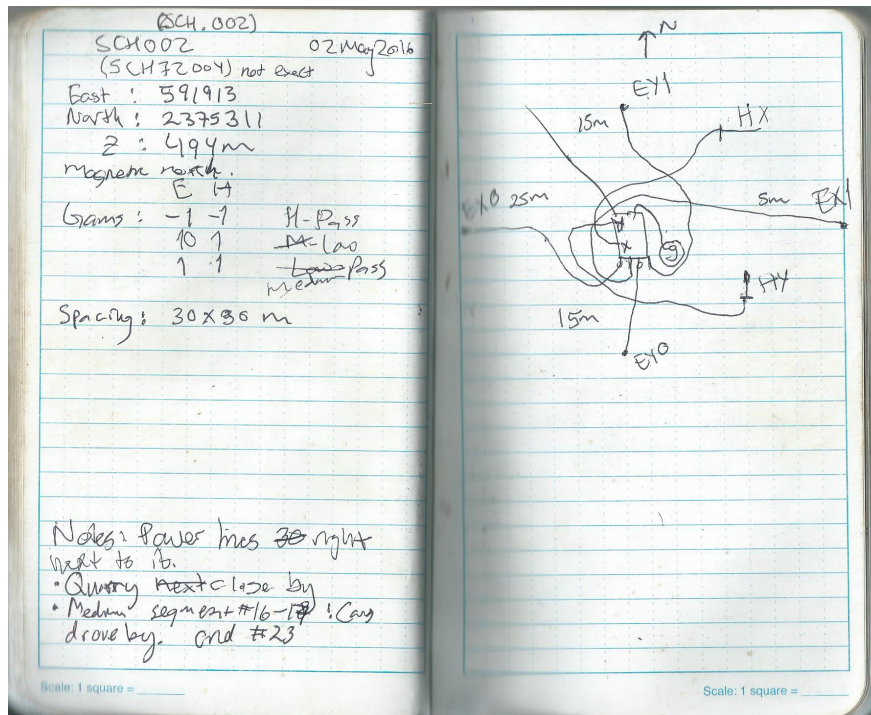 (SCH.002)
SCH002 02 May 2016
(SCH72004) not exact
East : 591913
North : 2375311
Z : 494m
magnetic north.
E H
Gains : -1 -1 H-Pass
10 1 M-Lao
1 1 Low Pass
medium
Spacing : 30 x 30 m
Notes: Power lines 30 right
next to it.
• Quarry next close by
• Medium segment #16-17 : Cars
drove by. and #23
Scale: 1 square =
N
EY1
15m
HX
EX0 25m
5m EX1
g
HY
15m
EY0
Scale: 1 square =